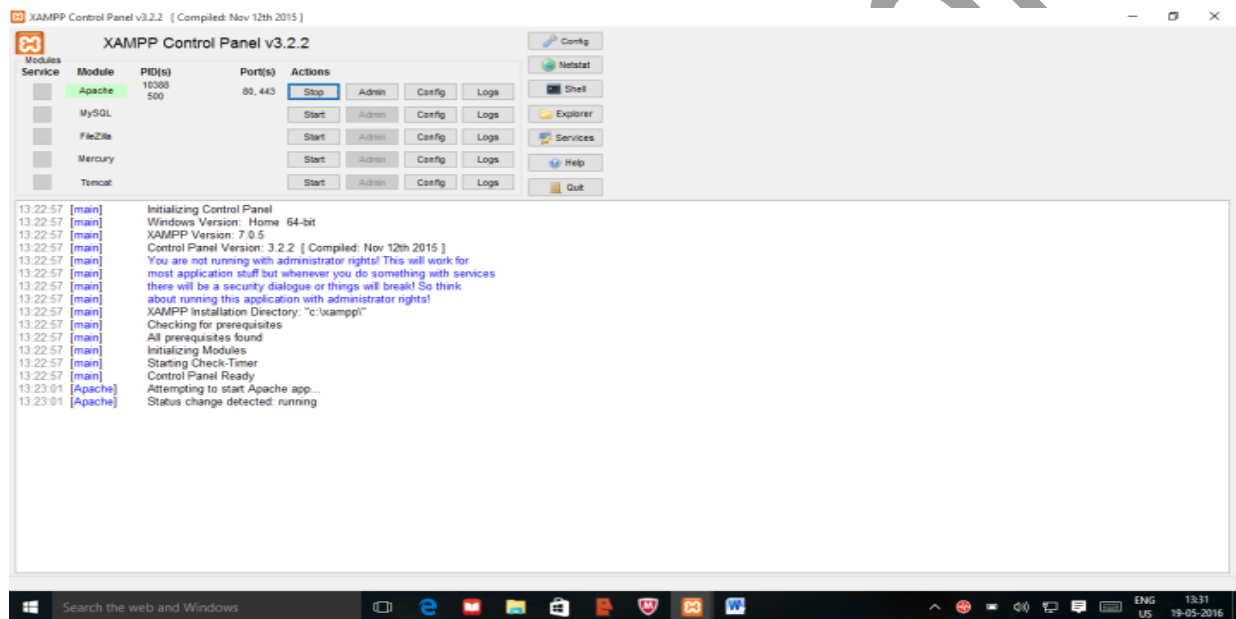 XAMPP Control Panel v3.2.2 [ Compiled: Nov 12th 2015 ]
XAMPP Control Panel v3.2.2
Config
Modules
Netstat
Service Module PID(s) Port(s) Actions
Apache 10388 500 80, 443 Stop Admin Config Logs
Shell
MySQL Start Admin Config Logs
Explorer
FileZilla Start Admin Config Logs
Services
Mercury Start Admin Config Logs
Help
Tomcat Start Admin Config Logs
Quit
13:22:57 [main] Initializing Control Panel
13:22:57 [main] Windows Version: Home 64-bit
13:22:57 [main] XAMPP Version: 7.0.5
13:22:57 [main] Control Panel Version: 3.2.2 [ Compiled: Nov 12th 2015 ]
13:22:57 [main] You are not running with administrator rights! This will work for
13:22:57 [main] most application stuff but whenever you do something with services
13:22:57 [main] there will be a security dialogue or things will break! So think
13:22:57 [main] about running this application with administrator rights!
13:22:57 [main] XAMPP Installation Directory: "c:\xampp\"
13:22:57 [main] Checking for prerequisites
13:22:57 [main] All prerequisites found
13:22:57 [main] Initializing Modules
13:22:57 [main] Starting Check-Timer
13:22:57 [main] Control Panel Ready
13:23:01 [Apache] Attempting to start Apache app...
13:23:01 [Apache] Status change detected: running
Search the web and Windows
ENG 13:31
US 19-05-2016